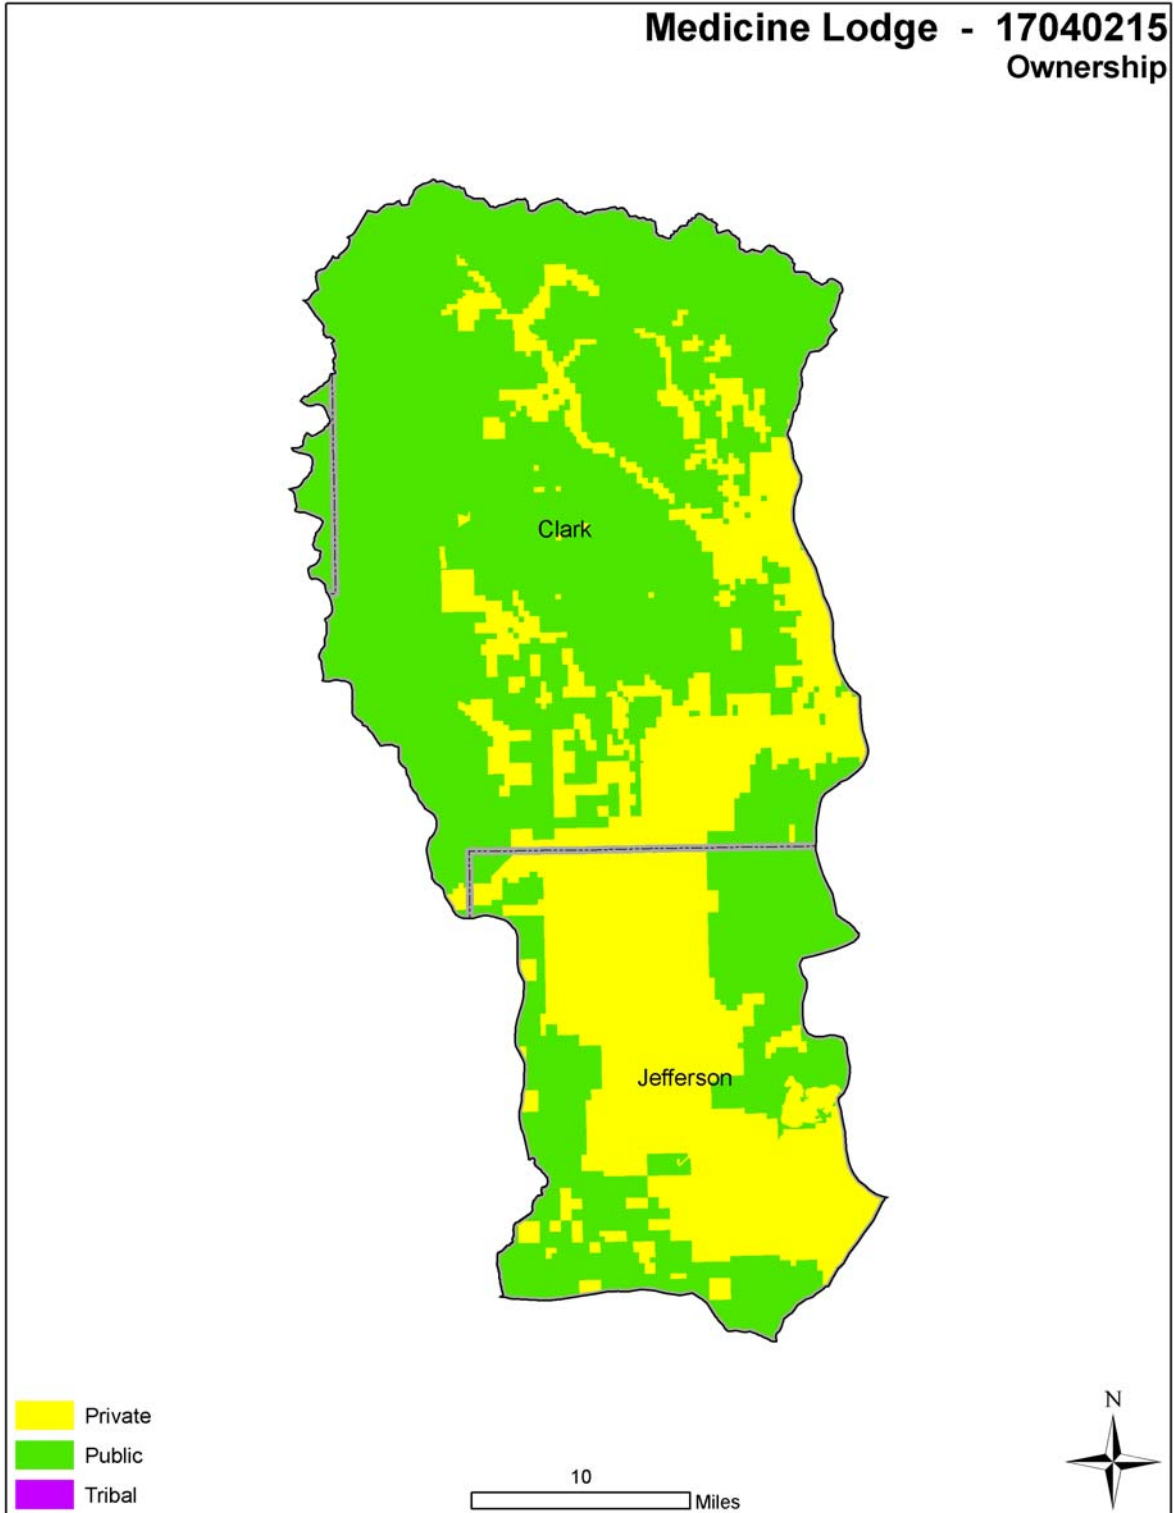 Medicine Lodge - 17040215
Ownership
Clark
Jefferson
Private
Public
Tribal
10
Miles
N